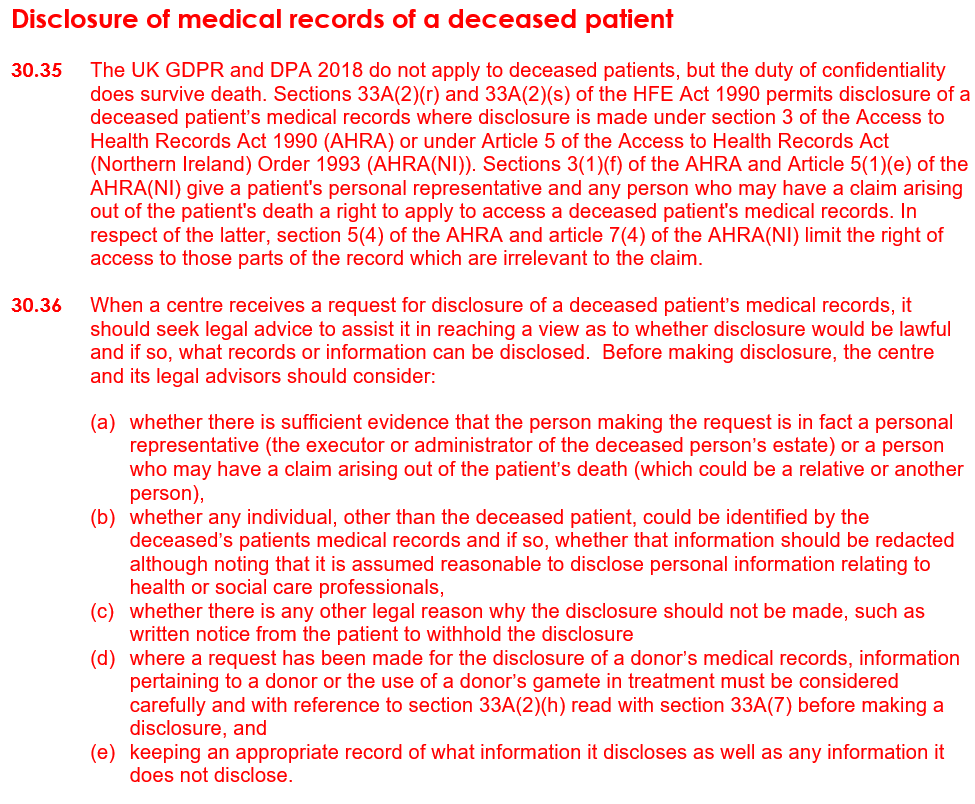 Disclosure of medical records of a deceased patient
30.35 The UK GDPR and DPA 2018 do not apply to deceased patients, but the duty of confidentiality
does survive death. Sections 33A(2)(r) and 33A(2)(s) of the HFE Act 1990 permits disclosure of a
deceased patient's medical records where disclosure is made under section 3 of the Access to
Health Records Act 1990 (AHRA) or under Article 5 of the Access to Health Records Act
(Northern Ireland) Order 1993 (AHRA(NI)). Sections 3(1)(f) of the AHRA and Article 5(1)(e) of the
AHRA(NI) give a patient's personal representative and any person who may have a claim arising
out of the patient's death a right to apply to access a deceased patient's medical records. In
respect of the latter, section 5(4) of the AHRA and article 7(4) of the AHRA(NI) limit the right of
access to those parts of the record which are irrelevant to the claim.
30.36 When a centre receives a request for disclosure of a deceased patient's medical records, it
should seek legal advice to assist it in reaching a view as to whether disclosure would be lawful
and if so, what records or information can be disclosed.  Before making disclosure, the centre
and its legal advisors should consider:
(a) whether there is sufficient evidence that the person making the request is in fact a personal
representative (the executor or administrator of the deceased person's estate) or a person
who may have a claim arising out of the patient's death (which could be a relative or another
person),
(b) whether any individual, other than the deceased patient, could be identified by the
deceased's patients medical records and if so, whether that information should be redacted
although noting that it is assumed reasonable to disclose personal information relating to
health or social care professionals,
(c) whether there is any other legal reason why the disclosure should not be made, such as
written notice from the patient to withhold the disclosure
(d) where a request has been made for the disclosure of a donor's medical records, information
pertaining to a donor or the use of a donor's gamete in treatment must be considered
carefully and with reference to section 33A(2)(h) read with section 33A(7) before making a
disclosure, and
(e) keeping an appropriate record of what information it discloses as well as any information it
does not disclose.